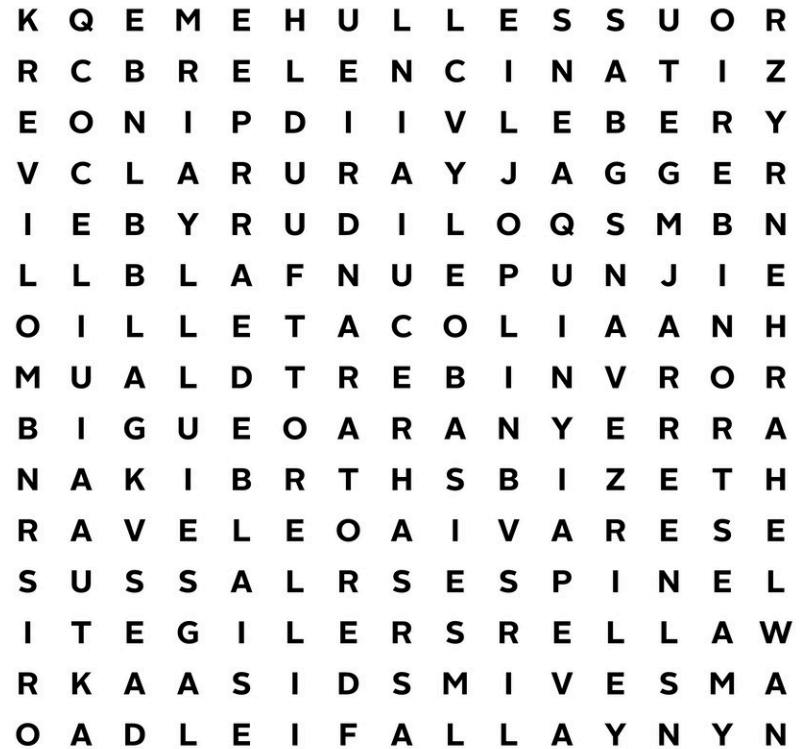 K Q E M E H U L L E S S U O R
R C B R E L E N C I N A T I Z
E O N I P D I I V L E B E R Y
V C L A R U R A Y J A G G E R
I E B Y R U D I L O Q S M B N
L L B L A F N U E P U N J I E
O I L L E T A C O L I A A N H
M U A L D T R E B I N V R O R
B I G U E O A R A N Y E R R A
N A K I B R T H S B I Z E T H
R A V E L E O A I V A R E S E
S U S S A L R S E S P I N E L
I T E G I L E R S R E L L A W
R K A A S I D S M I V E S M A
O A D L E I F A L L A Y N Y N